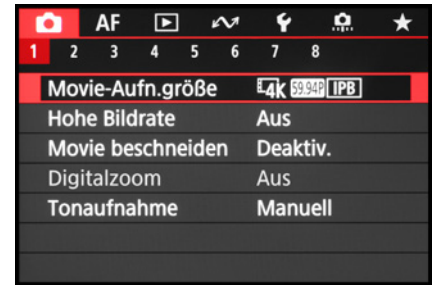 AF
1 2 3 4 5 6 7 8
Movie-Aufn.größe 4K 59.94P IPB
Hohe Bildrate Aus
Movie beschneiden Deaktiv.
Digitalzoom Aus
Tonaufnahme Manuell